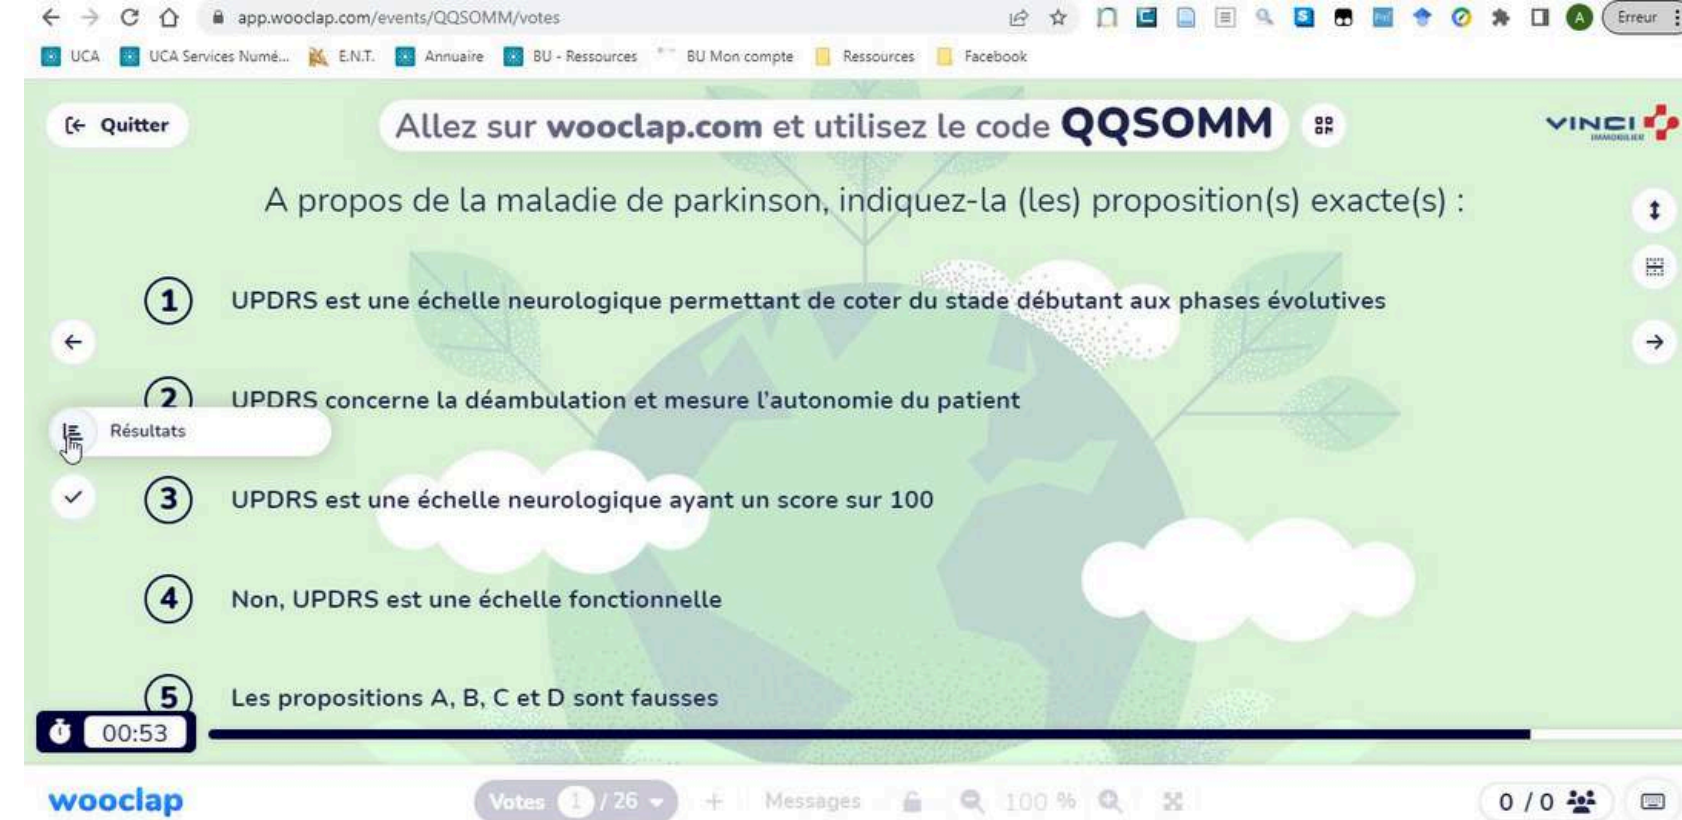 app.wooclap.com/events/QQSOMM/votes
A
Erreur
UCA
UCA Services Numé...
E.N.T.
Annuaire
BU - Ressources
BU Mon compte
Ressources
Facebook
Quitter
Allez sur wooclap.com et utilisez le code QQSOMM
VINCI
IMMOBILIER
A propos de la maladie de parkinson, indiquez-la (les) proposition(s) exacte(s) :
1 UPDRS est une échelle neurologique permettant de coter du stade débutant aux phases évolutives
2 UPDRS concerne la déambulation et mesure l'autonomie du patient
Résultats
3 UPDRS est une échelle neurologique ayant un score sur 100
4 Non, UPDRS est une échelle fonctionnelle
5 Les propositions A, B, C et D sont fausses
00:53
wooclap
Votes 1 / 26
Messages
100 %
0 / 0